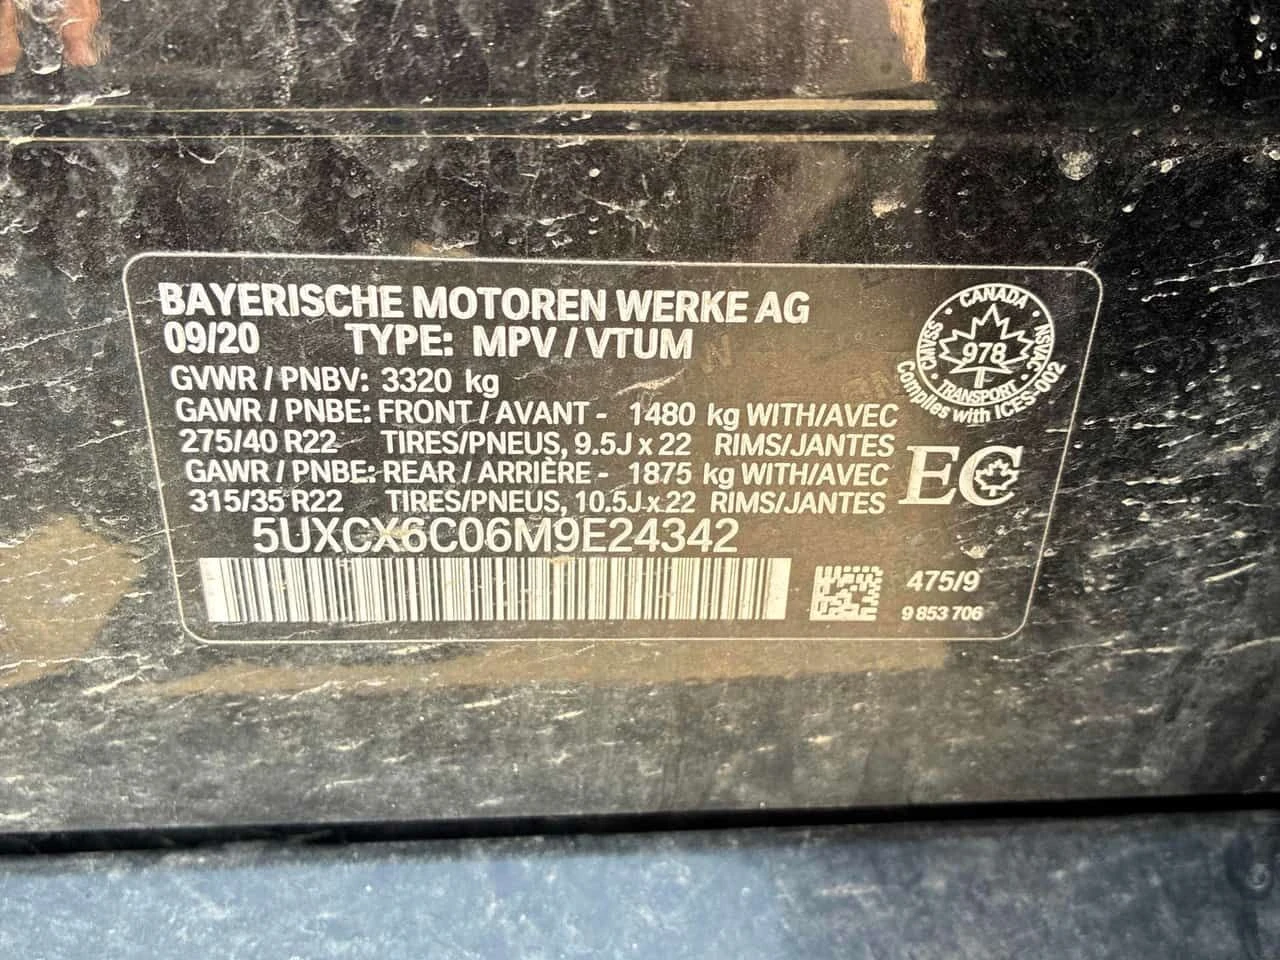 BAYERISCHE MOTOREN WERKE AG
09/20 TYPE: MPV / VTUM
GVWR / PNBV: 3320 kg
GAWR / PNBE: FRONT / AVANT - 1480 kg WITH/AVEC
275/40 R22 TIRES/PNEUS, 9.5J x 22 RIMS/JANTES
GAWR / PNBE: REAR / ARRIÈRE - 1875 kg WITH/AVEC
315/35 R22 TIRES/PNEUS, 10.5J x 22 RIMS/JANTES
5UXCX6C06M9E24342
CANADA
CMVSS 978 NSVAC
TRANSPORT
Complies with ICES-002
EC
475/9
9 853 706